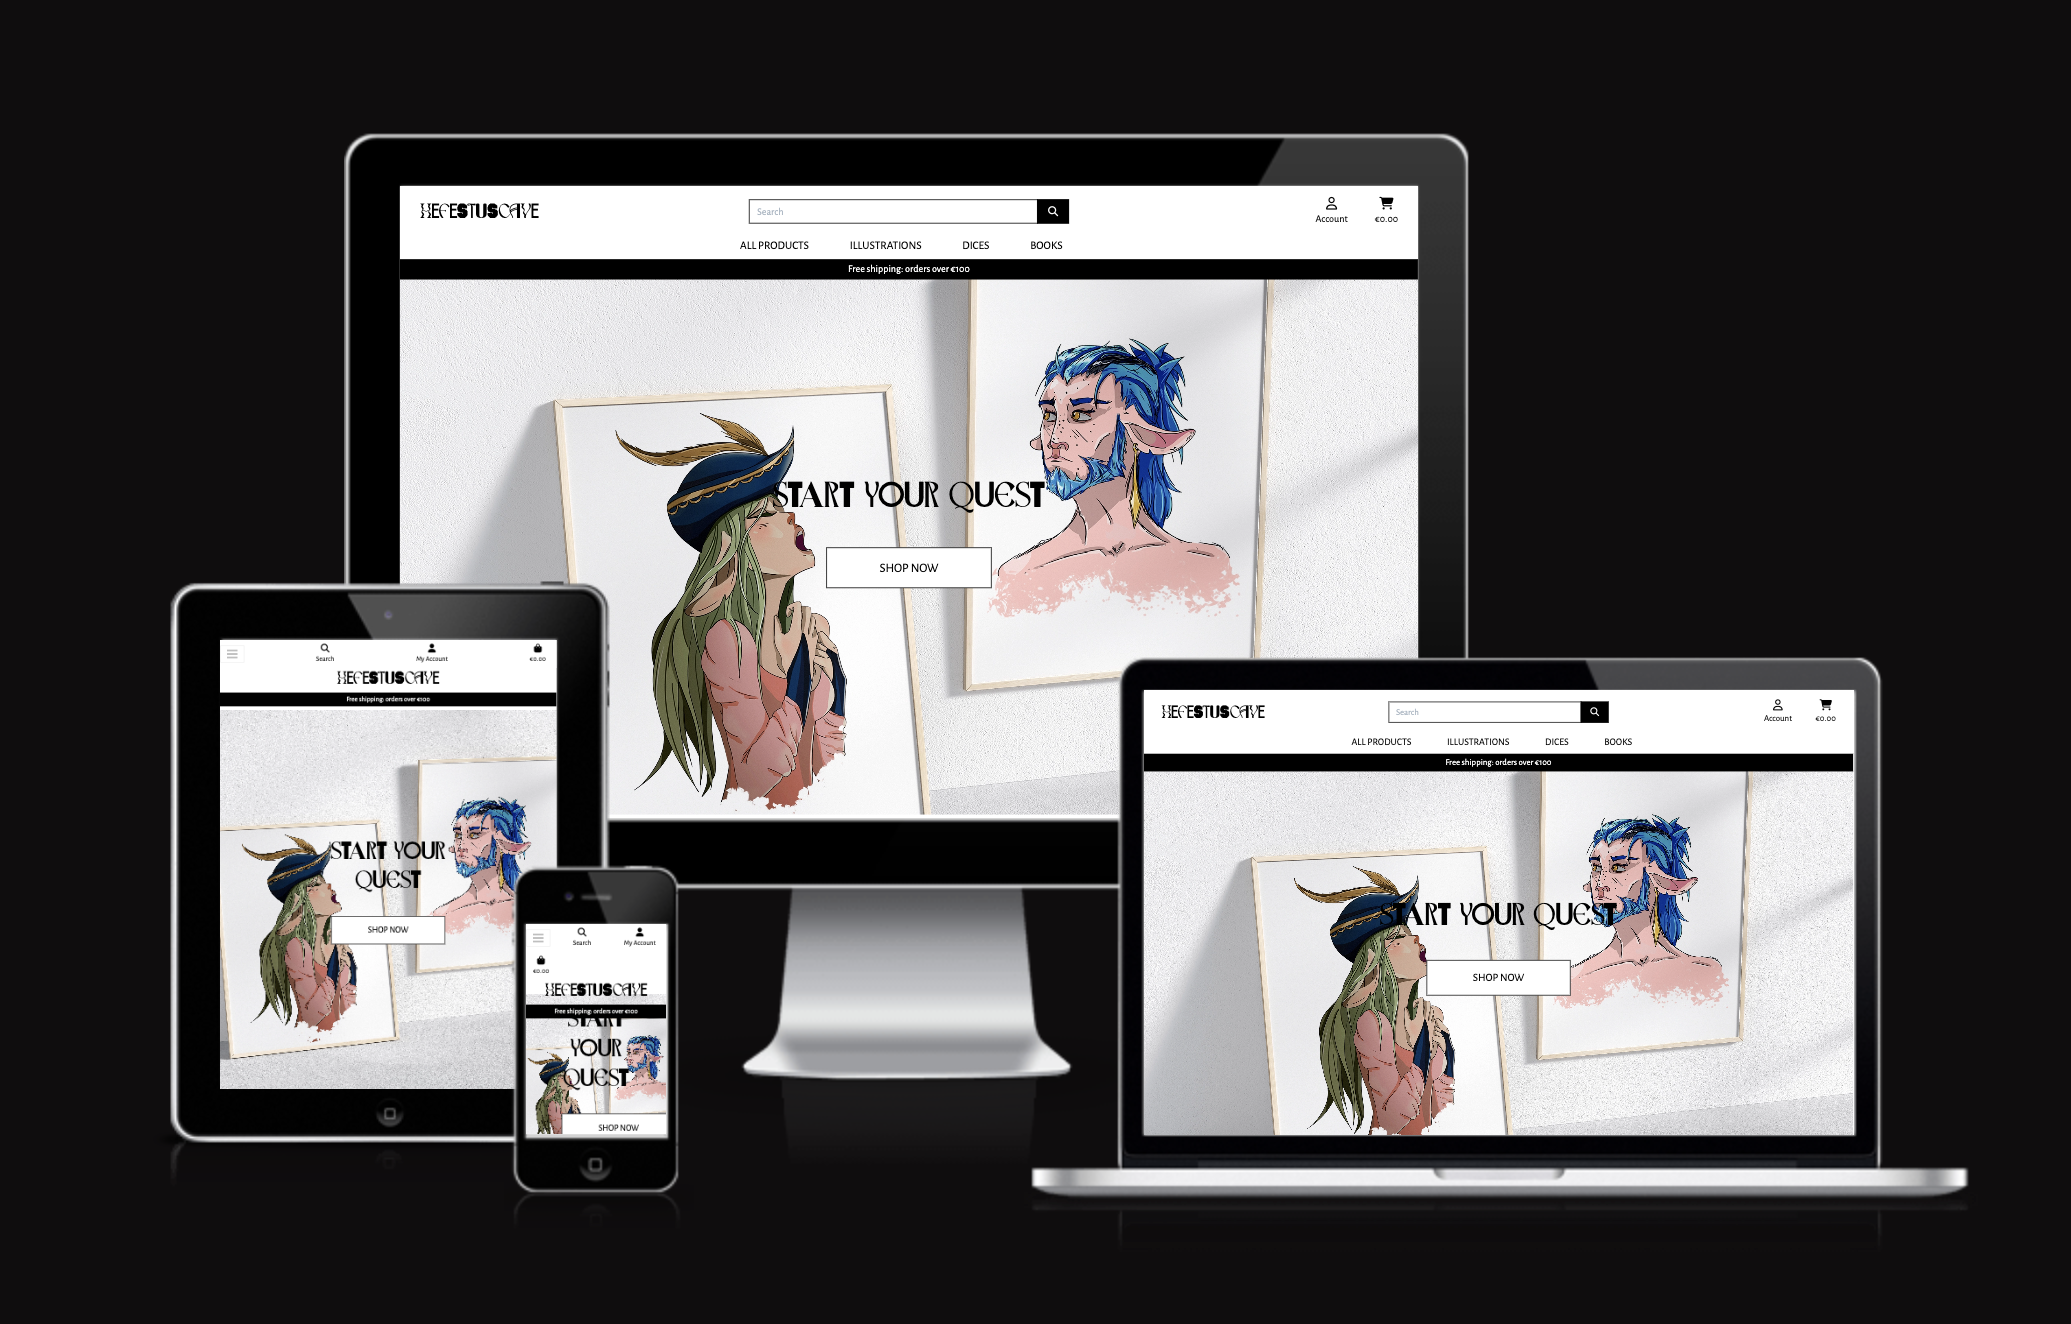 HEFESTUSCAVE
Search
Account
€0.00
ALL PRODUCTS ILLUSTRATIONS DICES BOOKS
Free shipping: orders over €100
START YOUR QUEST
SHOP NOW
Search My Account €0.00
HEFESTUSCAVE
Free shipping: orders over €100
START YOUR
QUEST
SHOP NOW
Search My Account
€0.00
HEFESTUSCAVE
Free shipping: orders over €100
START
YOUR
QUEST
SHOP NOW
HEFESTUSCAVE
Search
Account
€0.00
ALL PRODUCTS ILLUSTRATIONS DICES BOOKS
Free shipping: orders over €100
START YOUR QUEST
SHOP NOW